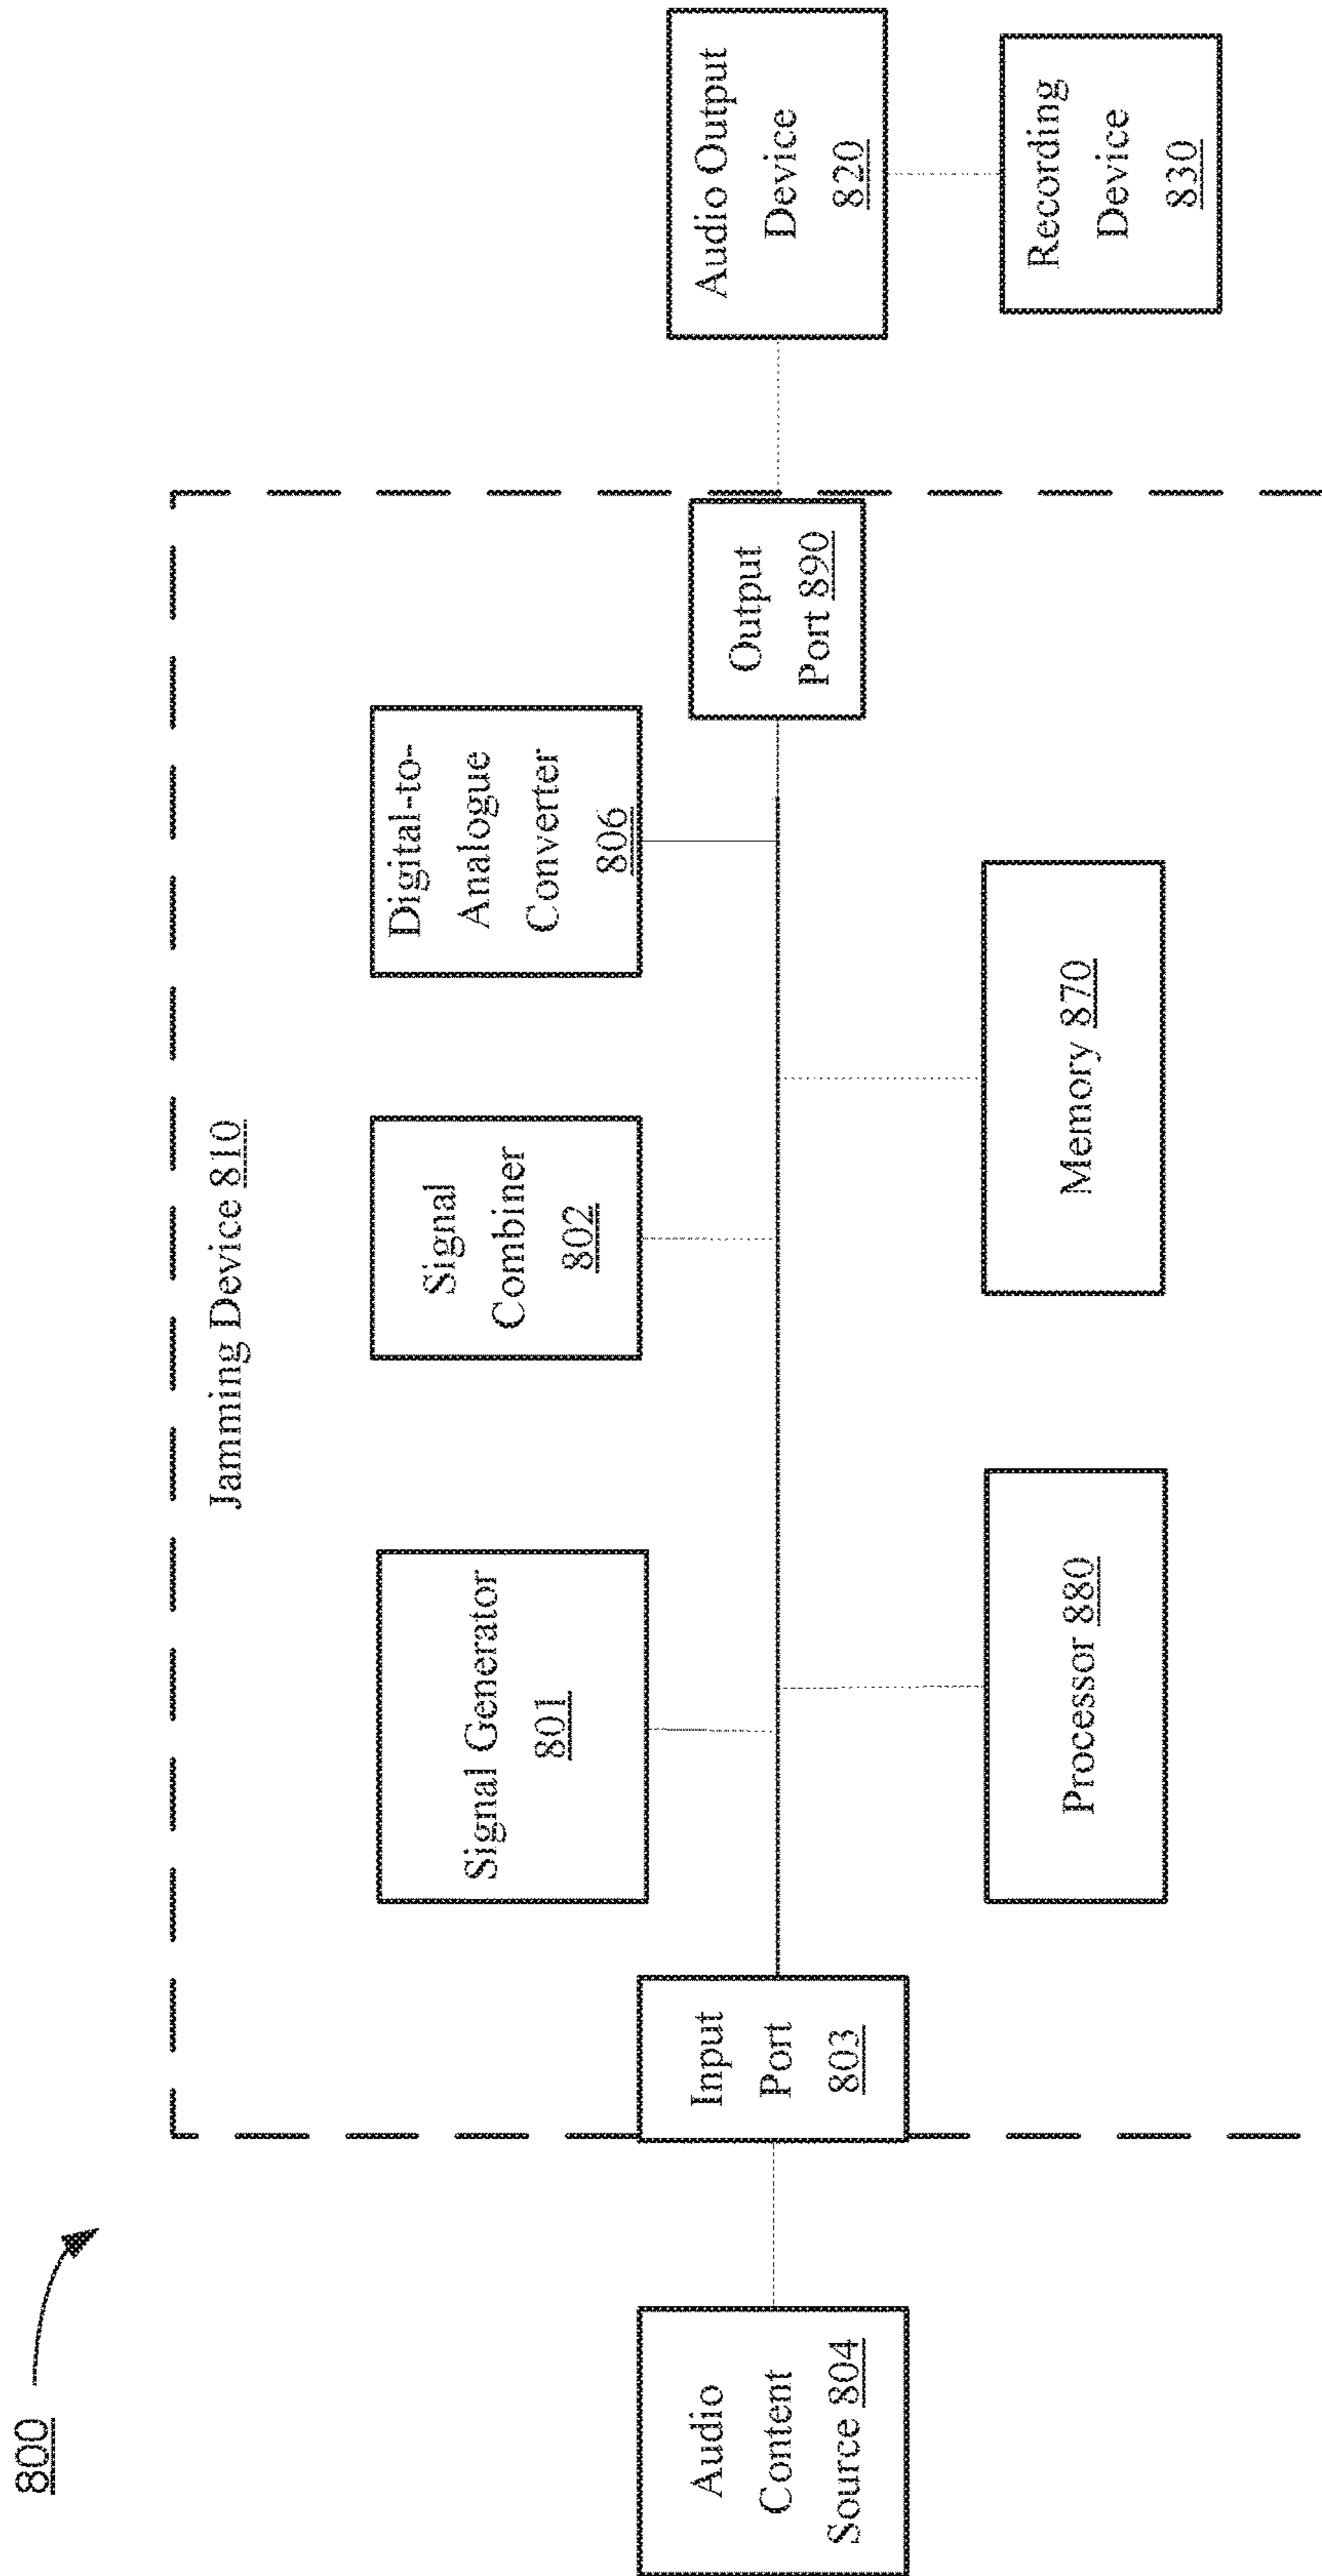 800
Jamming Device 810
Signal Generator
801
Signal
Combiner
802
Digital-to-
Analogue
Converter
806
Audio
Content
Source 804
Input
Port
803
Output
Port 890
Audio Output
Device
820
Processor 880
Memory 870
Recording
Device
830